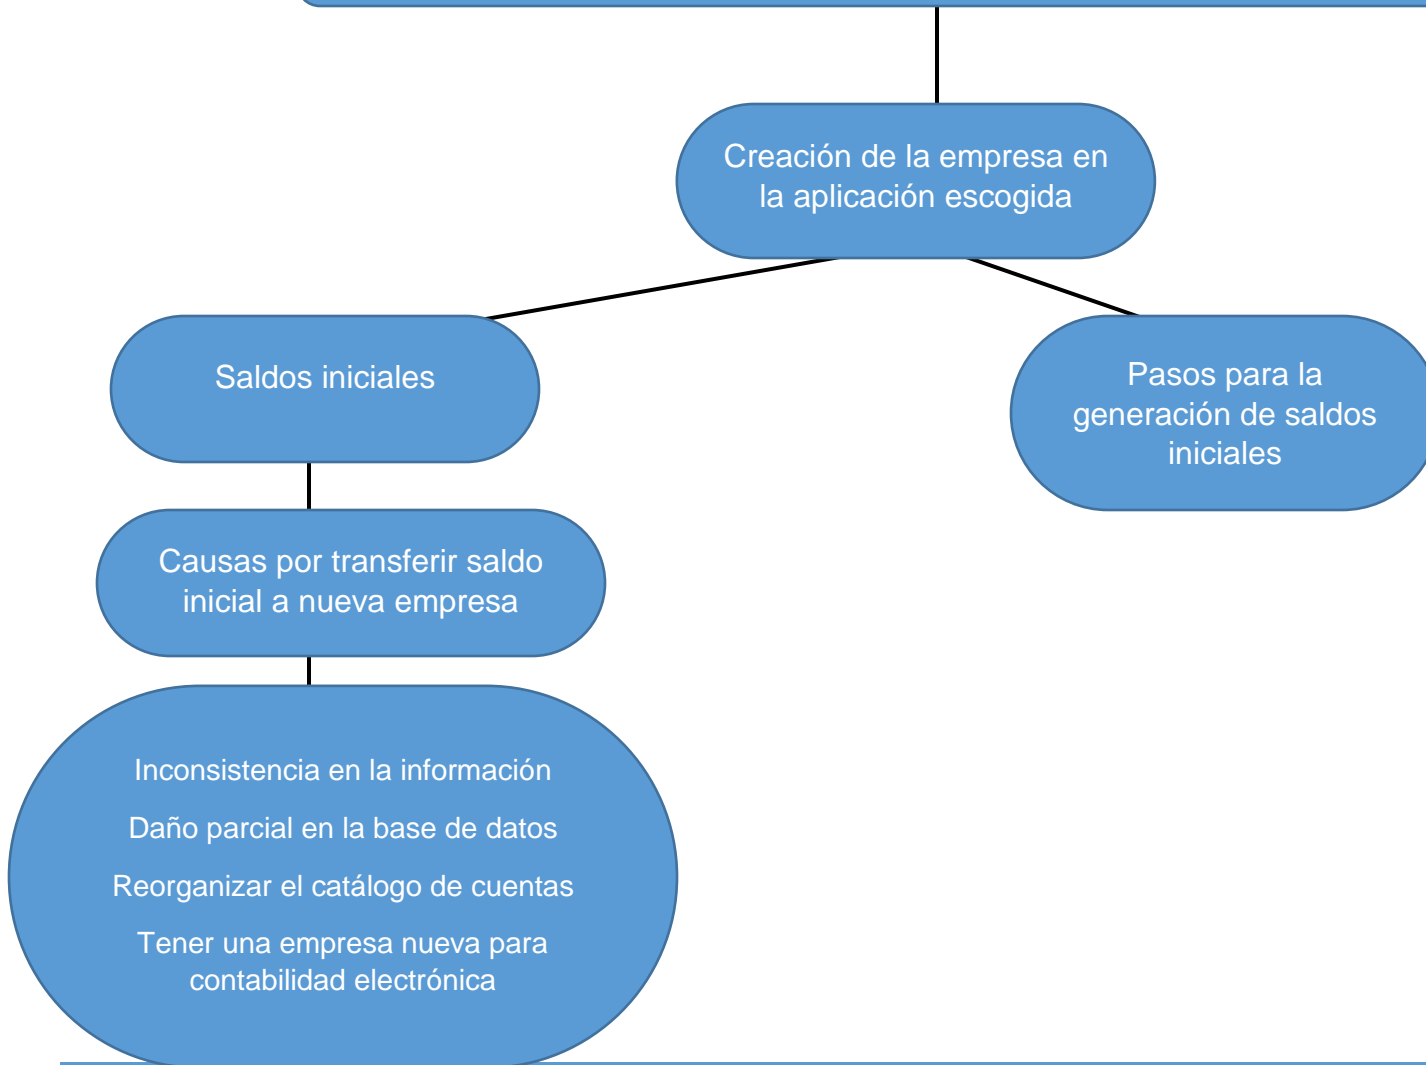 Creación de la empresa en
la aplicación escogida
Saldos iniciales
Pasos para la
generación de saldos
iniciales
Causas por transferir saldo
inicial a nueva empresa
Inconsistencia en la información
Daño parcial en la base de datos
Reorganizar el catálogo de cuentas
Tener una empresa nueva para
contabilidad electrónica